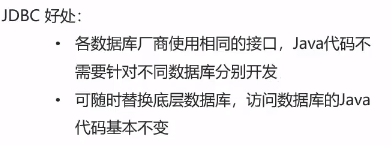 JDBC 好处：
• 各数据库厂商使用相同的接口，Java代码不
需要针对不同数据库分别开发
• 可随时替换底层数据库，访问数据库的Java
代码基本不变